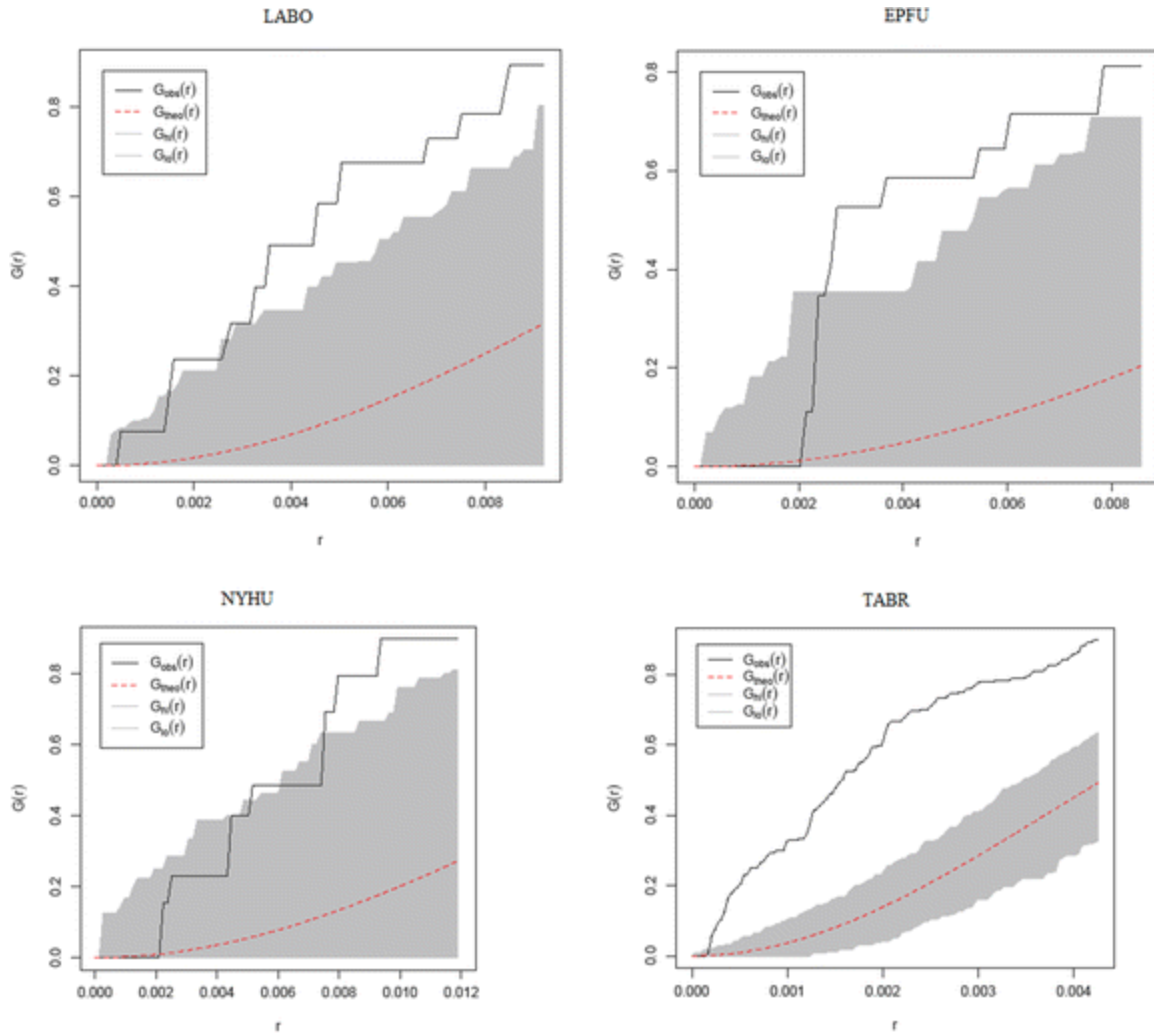 LABO
G_obs(r)
G_theo(r)
G_hi(r)
G_lo(r)
G(r)
0.0 0.2 0.4 0.6 0.8
0.000 0.002 0.004 0.006 0.008
r
EPFU
G_obs(r)
G_theo(r)
G_hi(r)
G_lo(r)
G(r)
0.0 0.2 0.4 0.6 0.8
0.000 0.002 0.004 0.006 0.008
r
NYHU
G_obs(r)
G_theo(r)
G_hi(r)
G_lo(r)
G(r)
0.0 0.2 0.4 0.6 0.8
0.000 0.002 0.004 0.006 0.008 0.010 0.012
r
TABR
G_obs(r)
G_theo(r)
G_hi(r)
G_lo(r)
G(r)
0.0 0.2 0.4 0.6 0.8
0.000 0.001 0.002 0.003 0.004
r